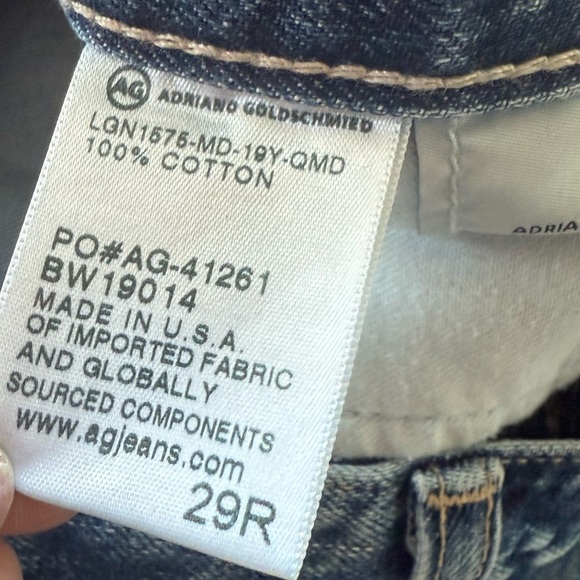 AG ADRIANO GOLDSCHMIED
LGN1575-MD-19Y-QMD
100% COTTON
PO#AG-41261
BW19014
MADE IN U.S.A.
OF IMPORTED FABRIC
AND GLOBALLY
SOURCED COMPONENTS
www.agjeans.com
29R
ADRIA